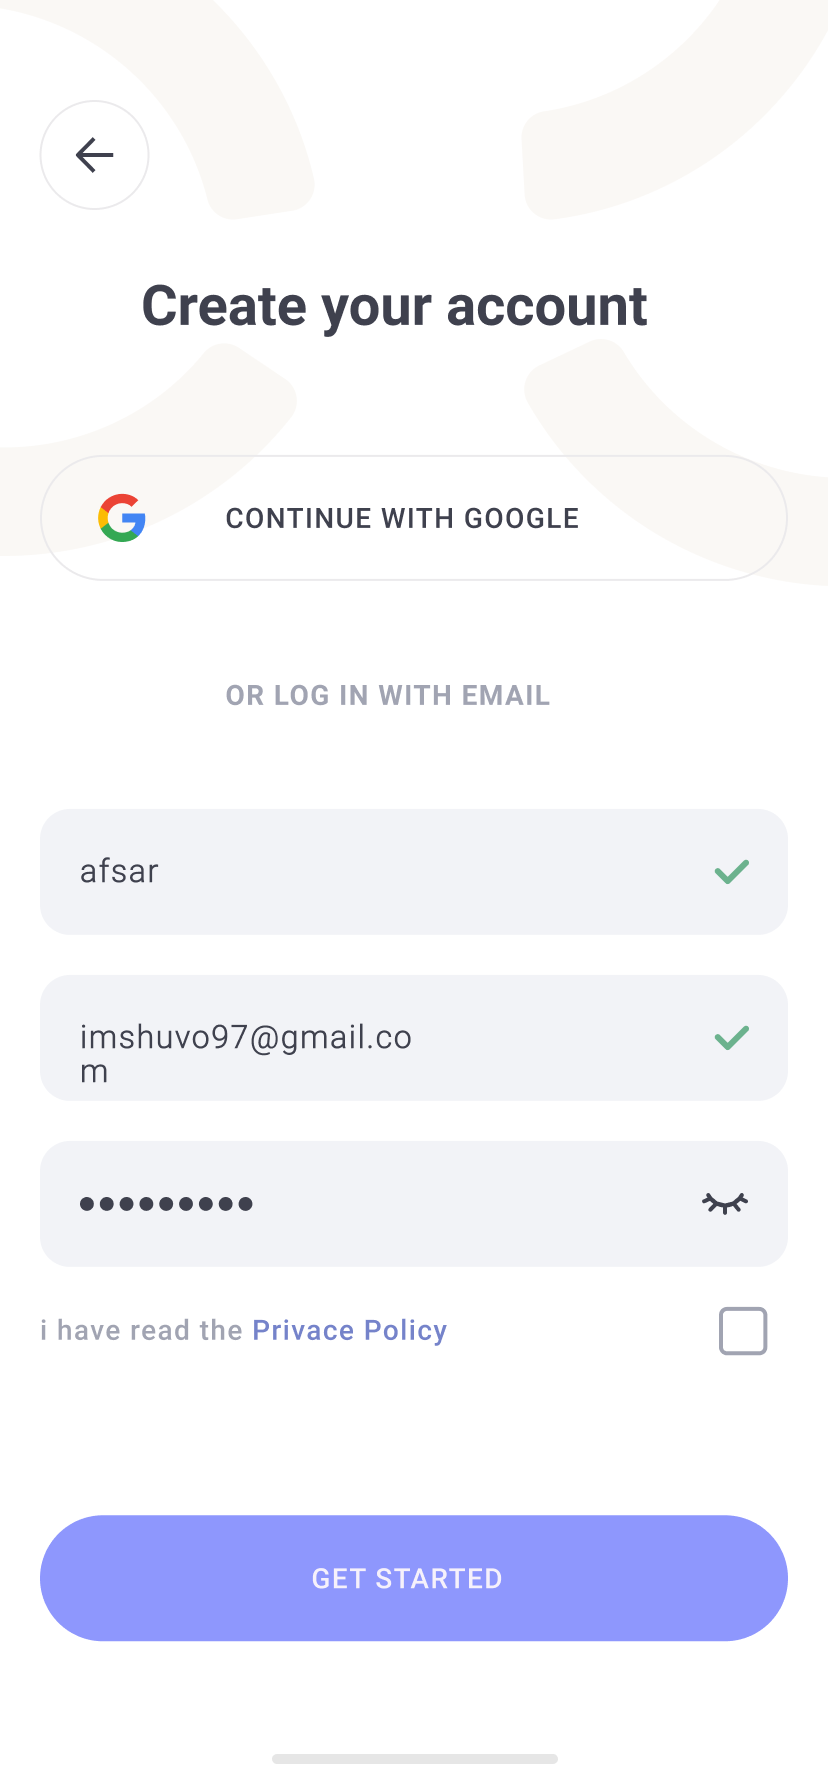 Create your account
CONTINUE WITH GOOGLE
OR LOG IN WITH EMAIL
afsar
imshuvo97@gmail.co
m
●●●●●●●●●
i have read the Privace Policy
GET STARTED